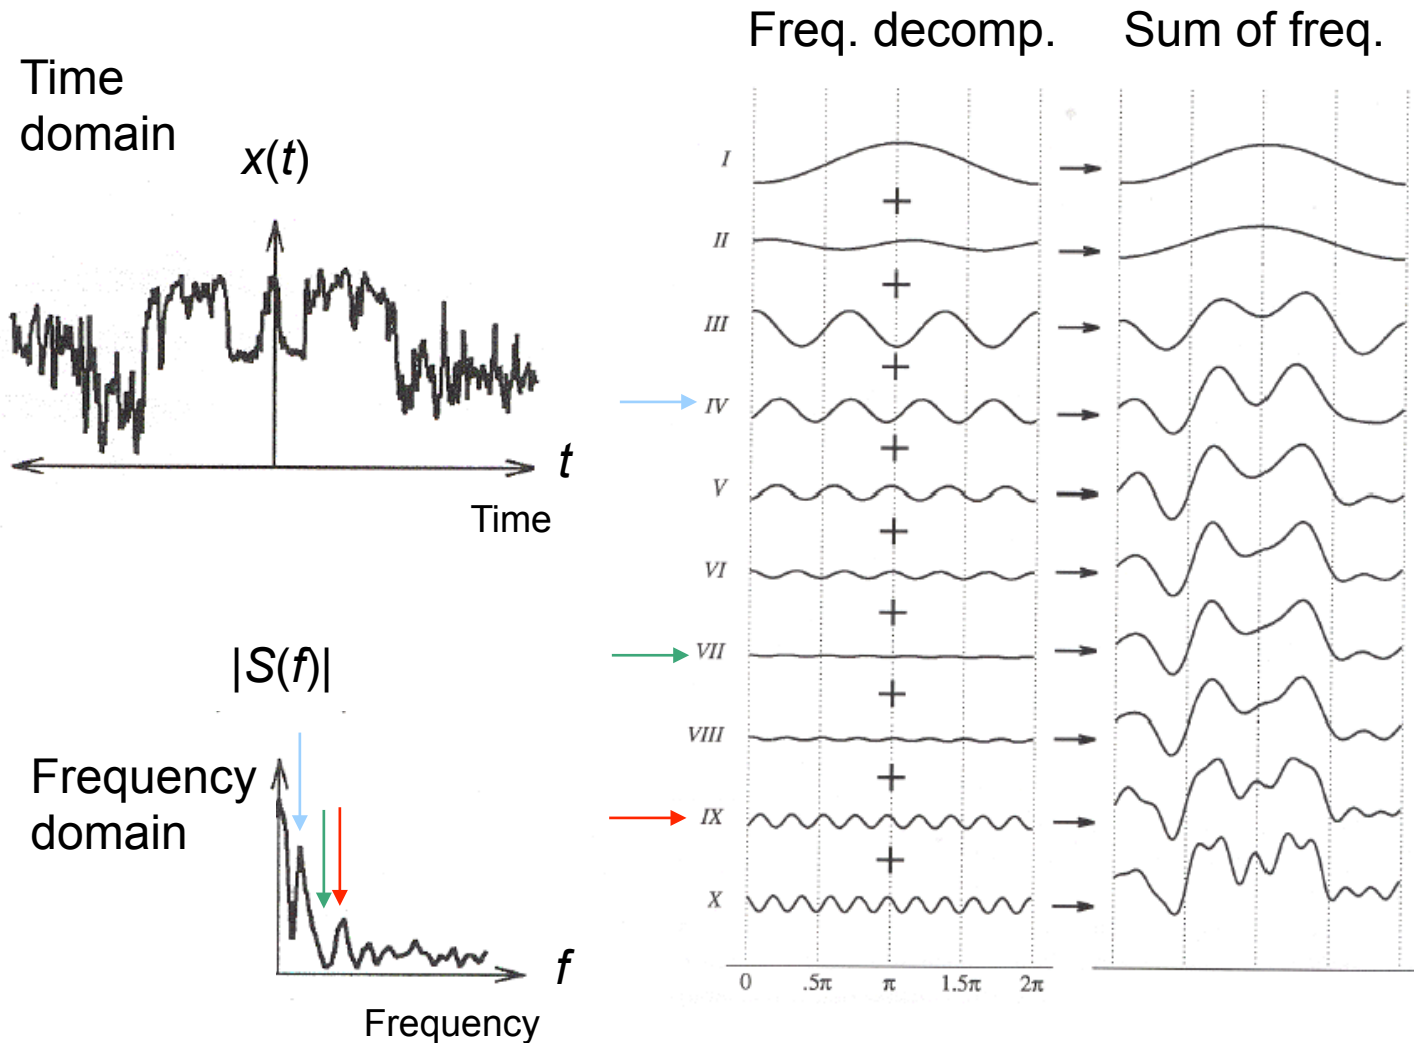 Freq. decomp.
Sum of freq.
Time
domain
x(t)
t
Time
|S(f)|
Frequency
domain
f
Frequency
I
+
II
+
III
+
IV
+
V
+
VI
+
VII
+
VIII
+
IX
+
X
0 .5π π 1.5π 2π